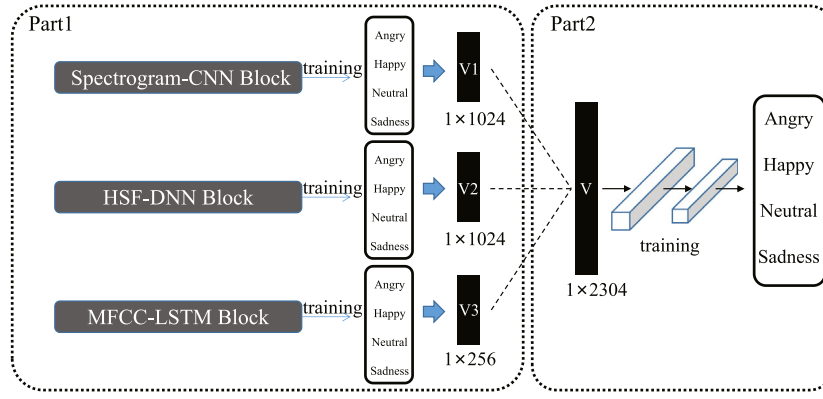 Part1
Spectrogram-CNN Block
training
Angry
Happy
Neutral
Sadness
V1
1×1024
HSF-DNN Block
training
Angry
Happy
Neutral
Sadness
V2
1×1024
MFCC-LSTM Block
training
Angry
Happy
Neutral
Sadness
V3
1×256
Part2
V
1×2304
training
Angry
Happy
Neutral
Sadness